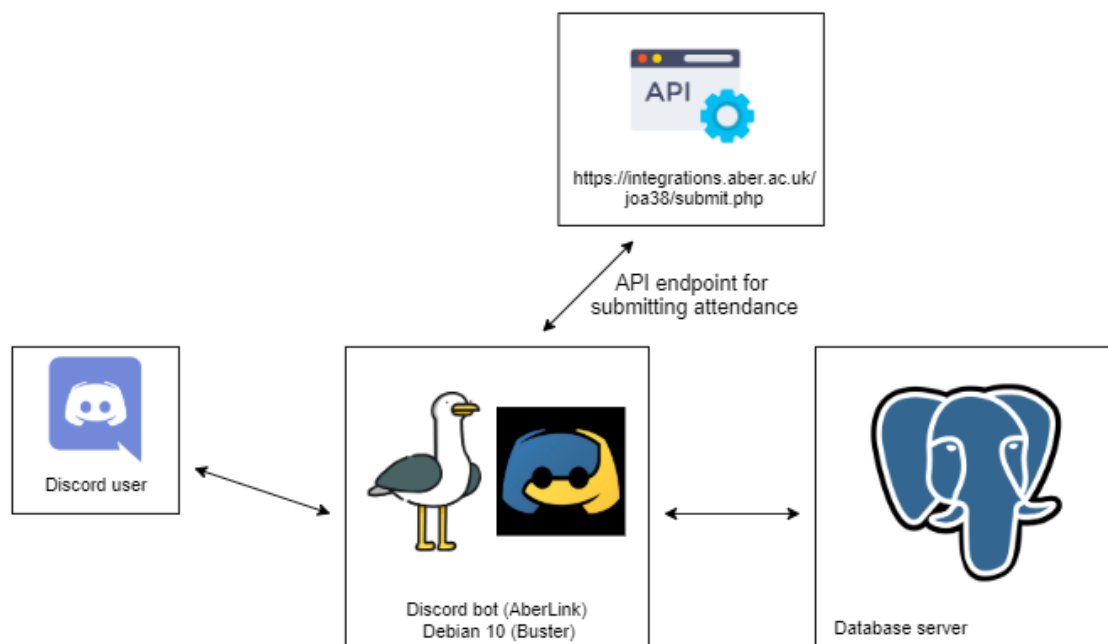 API
https://integrations.aber.ac.uk/
joa38/submit.php
API endpoint for
submitting attendance
Discord user
Discord bot (AberLink)
Debian 10 (Buster)
Database server